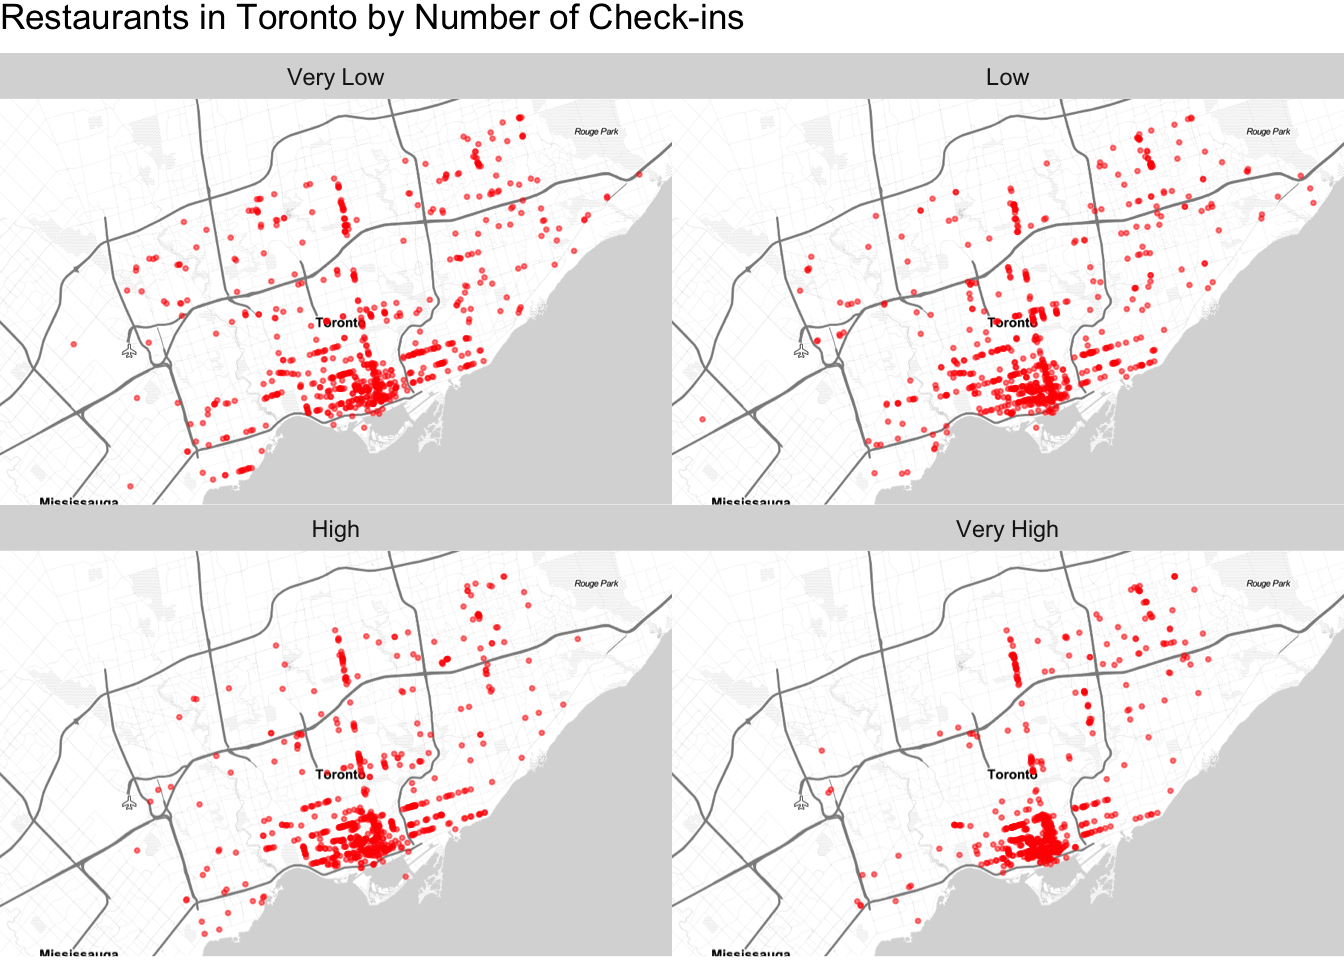 Restaurants in Toronto by Number of Check-ins
Very Low
Low
Rouge Park
Rouge Park
Toronto
Toronto
Mississauga
Mississauga
High
Very High
Rouge Park
Rouge Park
Toronto
Toronto
Mississauga
Mississauga